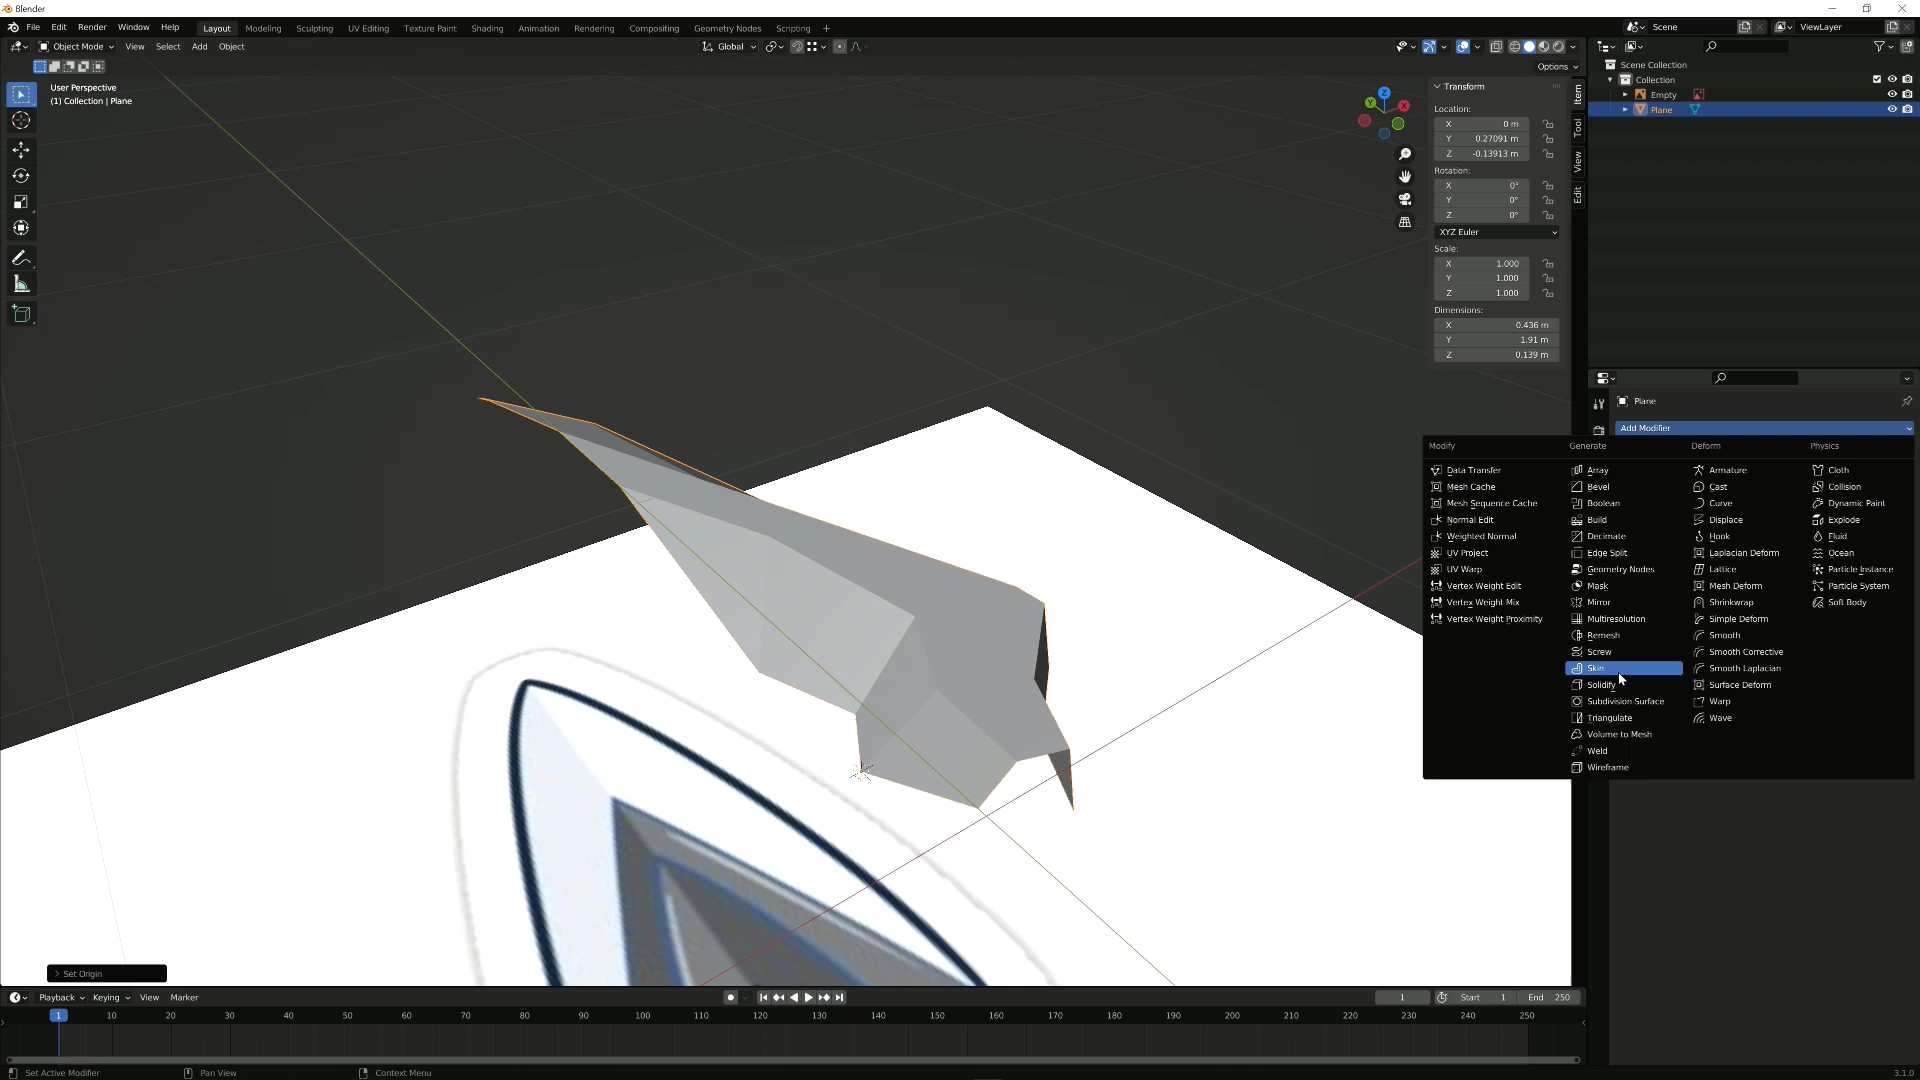 Blender
File Edit Render Window Help Layout Modeling Sculpting UV Editing Texture Paint Shading Animation Rendering Compositing Geometry Nodes Scripting + Scene ViewLayer
Object Mode View Select Add Object Global
Options
User Perspective
(1) Collection | Plane
Transform
Location:
X 0 m
Y 0.27091 m
Z -0.13913 m
Rotation:
X 0°
Y 0°
Z 0°
XYZ Euler
Scale:
X 1.000
Y 1.000
Z 1.000
Dimensions:
X 0.436 m
Y 1.91 m
Z 0.139 m
Item
Tool
View
Edit
Z
Y
X
Scene Collection
Collection
Empty
Plane
Plane
Add Modifier
Modify Generate Deform Physics
Data Transfer Array Armature Cloth
Mesh Cache Bevel Cast Collision
Mesh Sequence Cache Boolean Curve Dynamic Paint
Normal Edit Build Displace Explode
Weighted Normal Decimate Hook Fluid
UV Project Edge Split Laplacian Deform Ocean
UV Warp Geometry Nodes Lattice Particle Instance
Vertex Weight Edit Mask Mesh Deform Particle System
Vertex Weight Mix Mirror Shrinkwrap Soft Body
Vertex Weight Proximity Multiresolution Simple Deform
Remesh Smooth
Screw Smooth Corrective
Skin Smooth Laplacian
Solidify Surface Deform
Subdivision Surface Warp
Triangulate Wave
Volume to Mesh
Weld
Wireframe
Set Origin
Playback Keying View Marker 1 Start 1 End 250
1 10 20 30 40 50 60 70 80 90 100 110 120 130 140 150 160 170 180 190 200 210 220 230 240 250
Set Active Modifier Pan View Context Menu 3.1.0